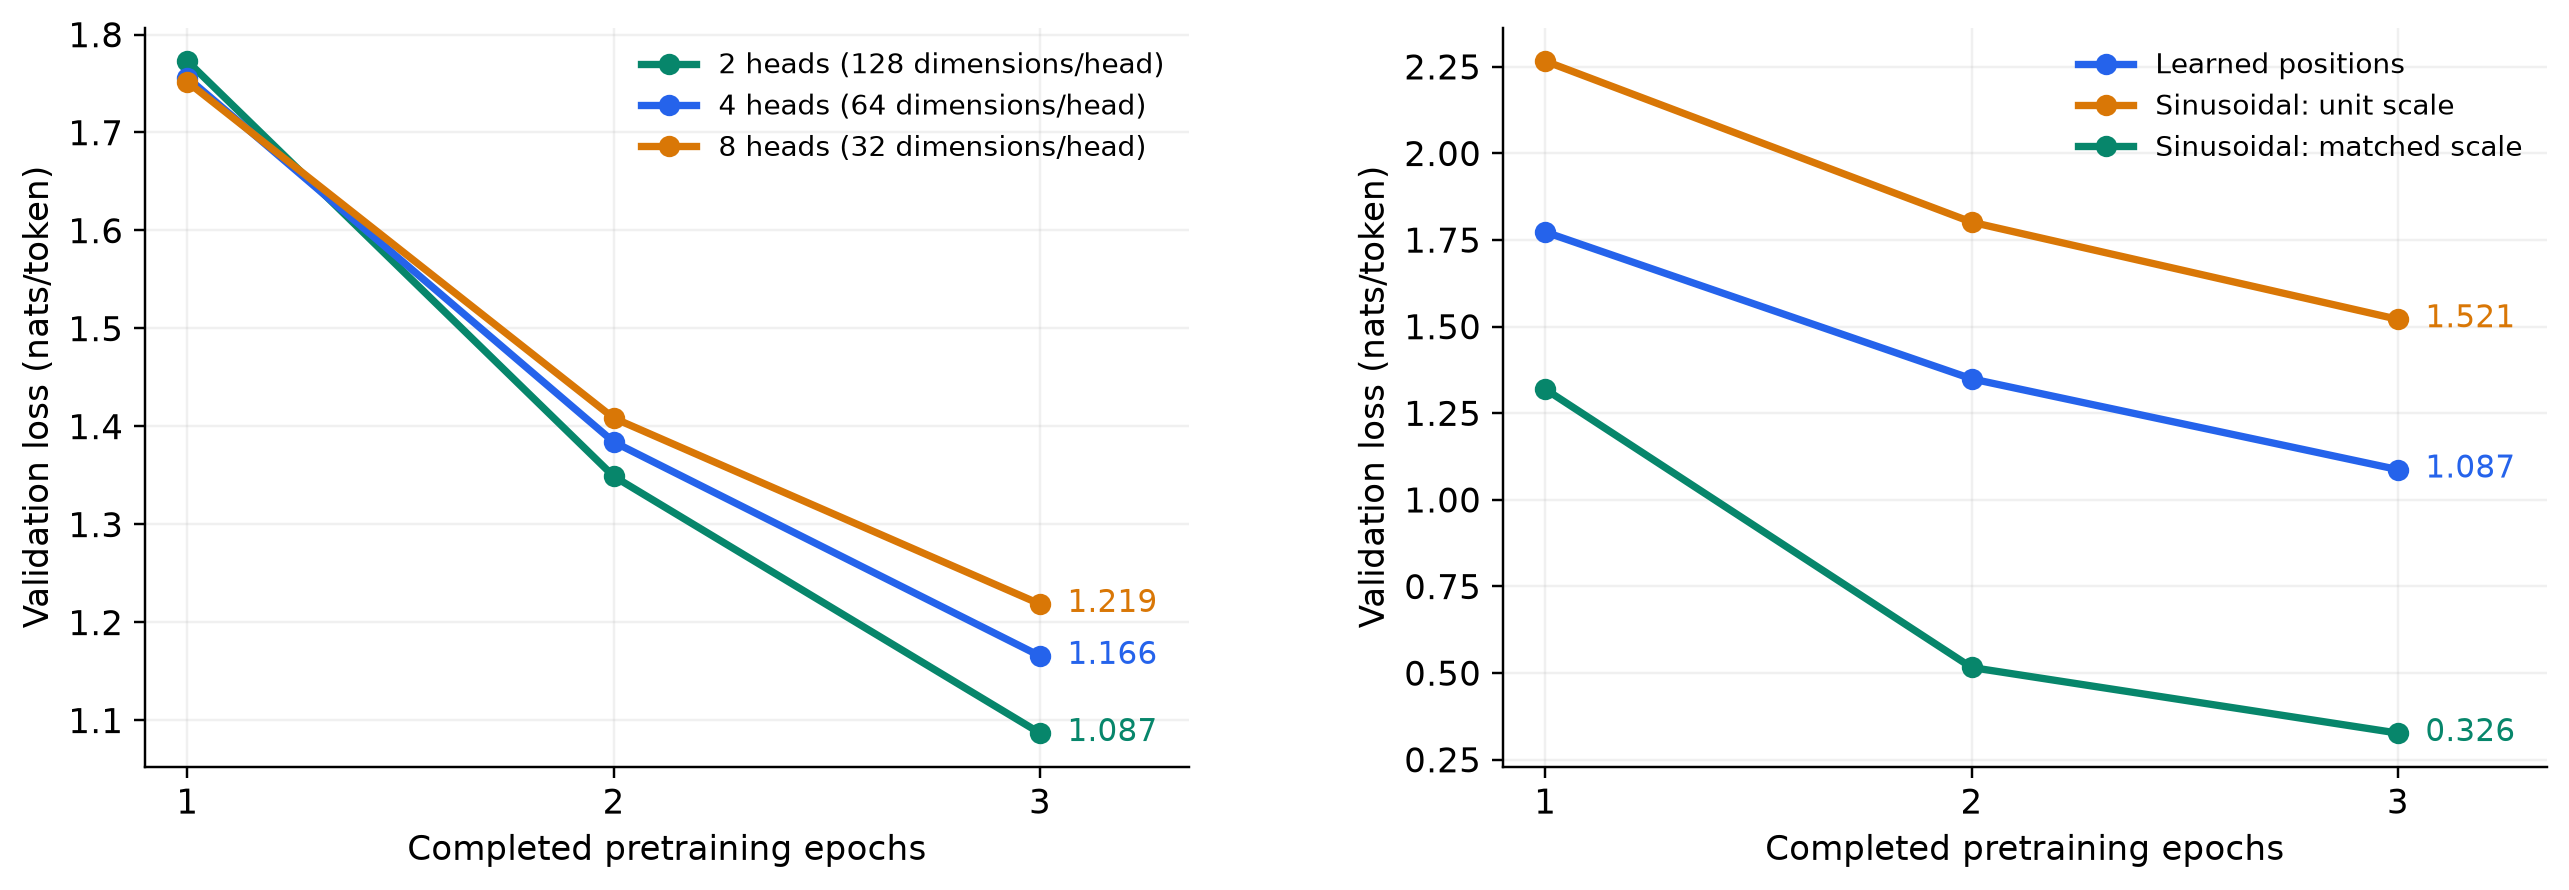 Validation loss (nats/token)
1.8
1.7
1.6
1.5
1.4
1.3
1.2
1.1
2 heads (128 dimensions/head)
4 heads (64 dimensions/head)
8 heads (32 dimensions/head)
1.219
1.166
1.087
1
2
3
Completed pretraining epochs
Validation loss (nats/token)
2.25
2.00
1.75
1.50
1.25
1.00
0.75
0.50
0.25
Learned positions
Sinusoidal: unit scale
Sinusoidal: matched scale
1.521
1.087
0.326
1
2
3
Completed pretraining epochs